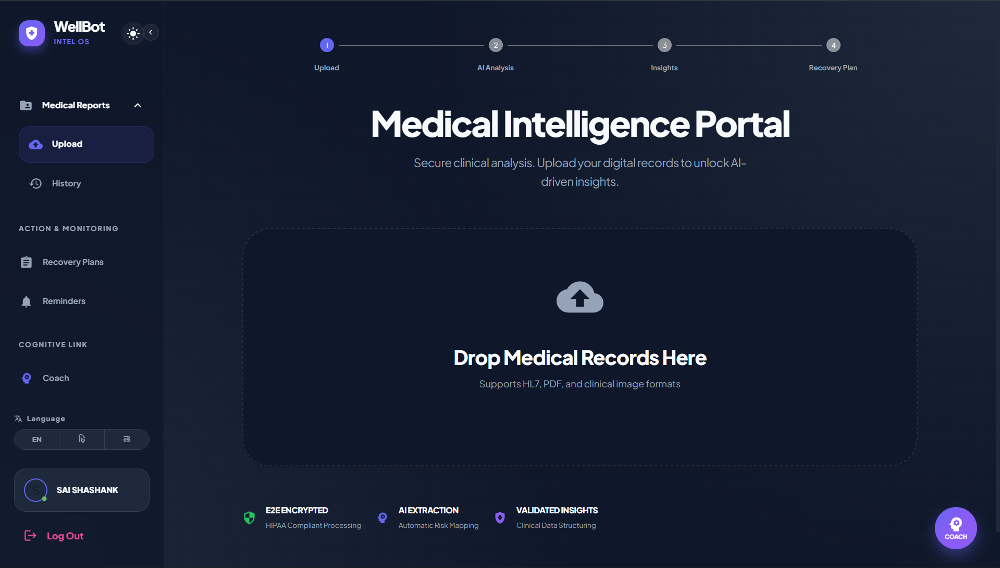 WellBot
INTEL OS
Medical Reports
Upload
History
ACTION & MONITORING
Recovery Plans
Reminders
COGNITIVE LINK
Coach
Language
EN
हि
తె
S
SAI SHASHANK
Log Out
1
2
3
4
Upload
AI Analysis
Insights
Recovery Plan
Medical Intelligence Portal
Secure clinical analysis. Upload your digital records to unlock AI-
driven insights.
Drop Medical Records Here
Supports HL7, PDF, and clinical image formats
E2E ENCRYPTED
HIPAA Compliant Processing
AI EXTRACTION
Automatic Risk Mapping
VALIDATED INSIGHTS
Clinical Data Structuring
COACH